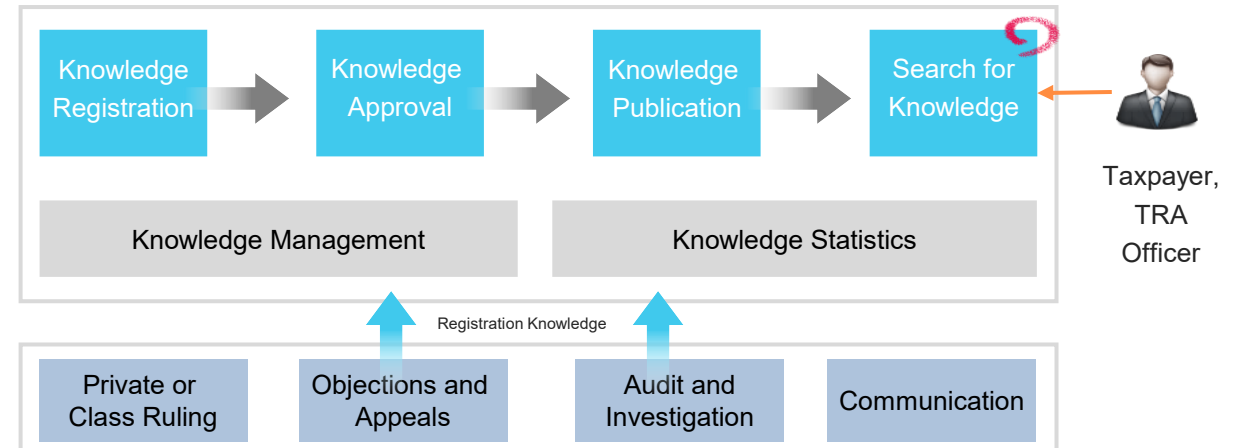 Knowledge
Registration
Knowledge
Approval
Knowledge
Publication
Search for
Knowledge
Taxpayer,
TRA
Officer
Knowledge Management
Knowledge Statistics
Registration Knowledge
Private or
Class Ruling
Objections and
Appeals
Audit and
Investigation
Communication